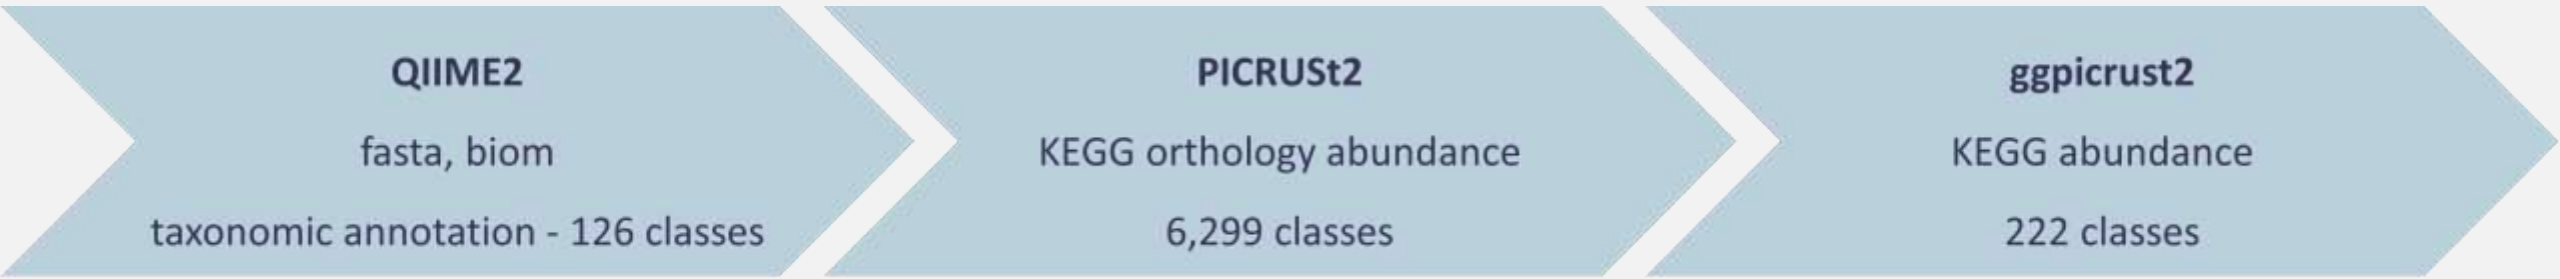 QIIME2
fasta, biom
taxonomic annotation - 126 classes
PICRUSt2
KEGG orthology abundance
6,299 classes
ggpicrust2
KEGG abundance
222 classes